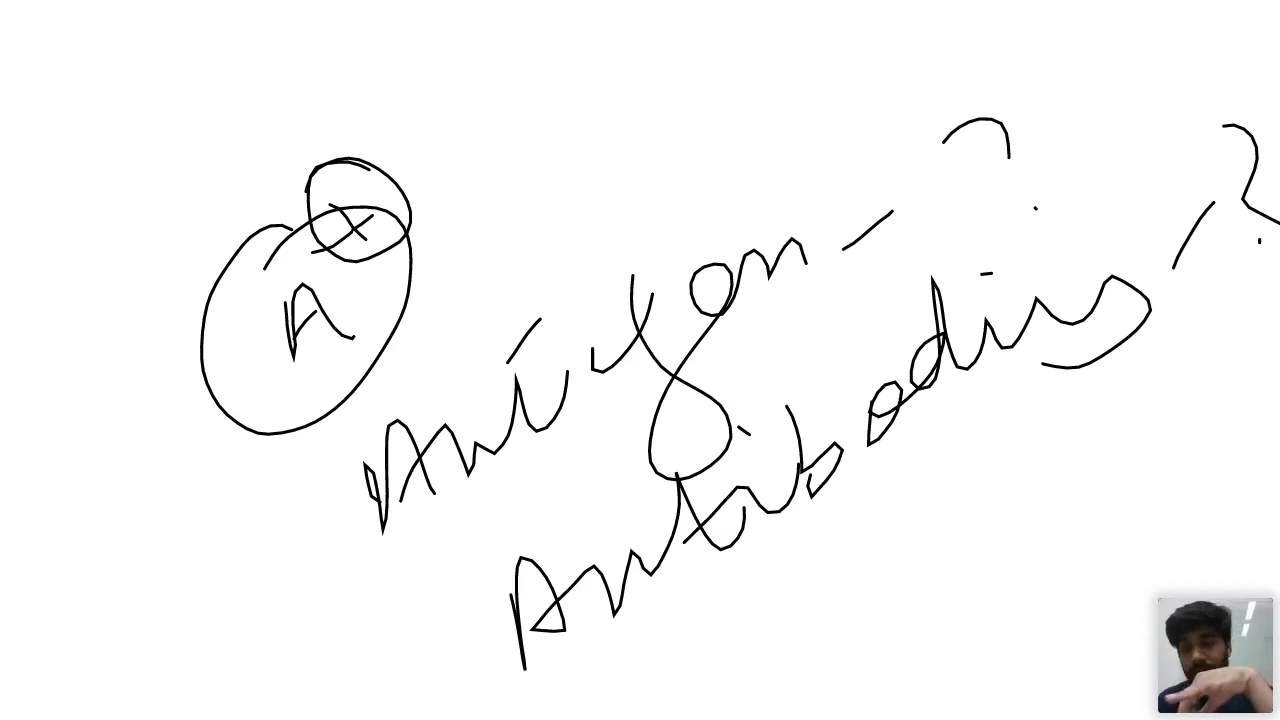 x
A
Antigen - ?
Antibodies - ?